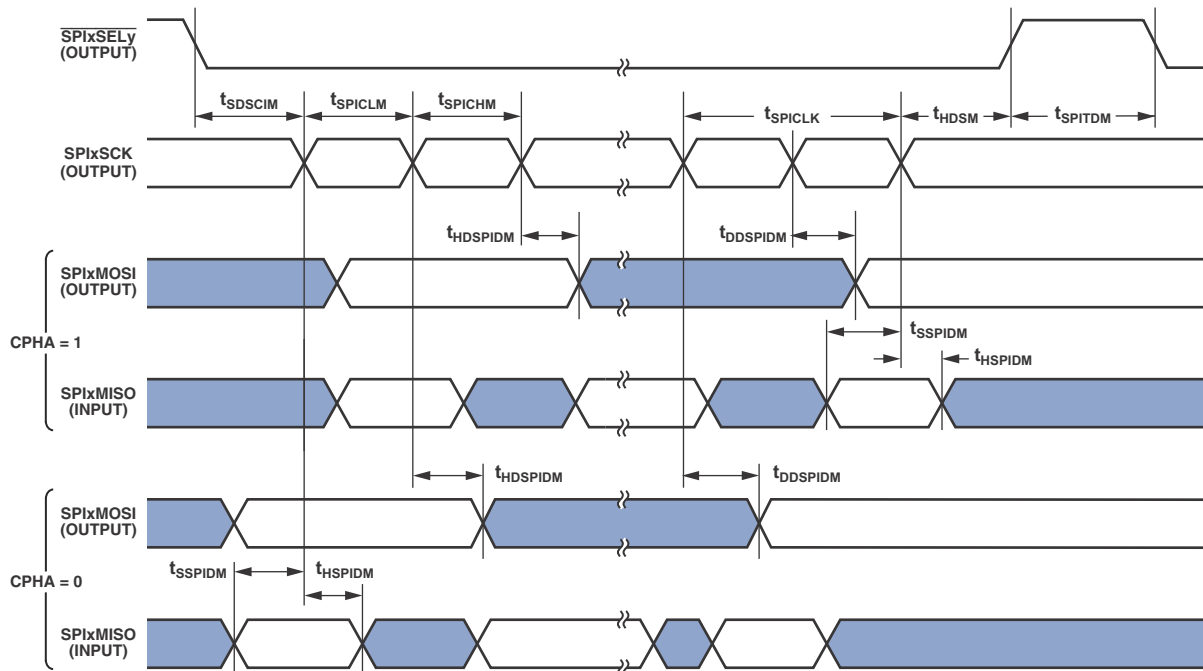 SPIxSELy
(OUTPUT)
tSDSCIM
tSPICLM
tSPICHM
tSPICLK
tHDSM
tSPITDM
SPIxSCK
(OUTPUT)
tHDSPIDM
tDDSPIDM
SPIxMOSI
(OUTPUT)
tSSPIDM
CPHA = 1
tHSPIDM
SPIxMISO
(INPUT)
tHDSPIDM
tDDSPIDM
SPIxMOSI
(OUTPUT)
CPHA = 0
tSSPIDM
tHSPIDM
SPIxMISO
(INPUT)